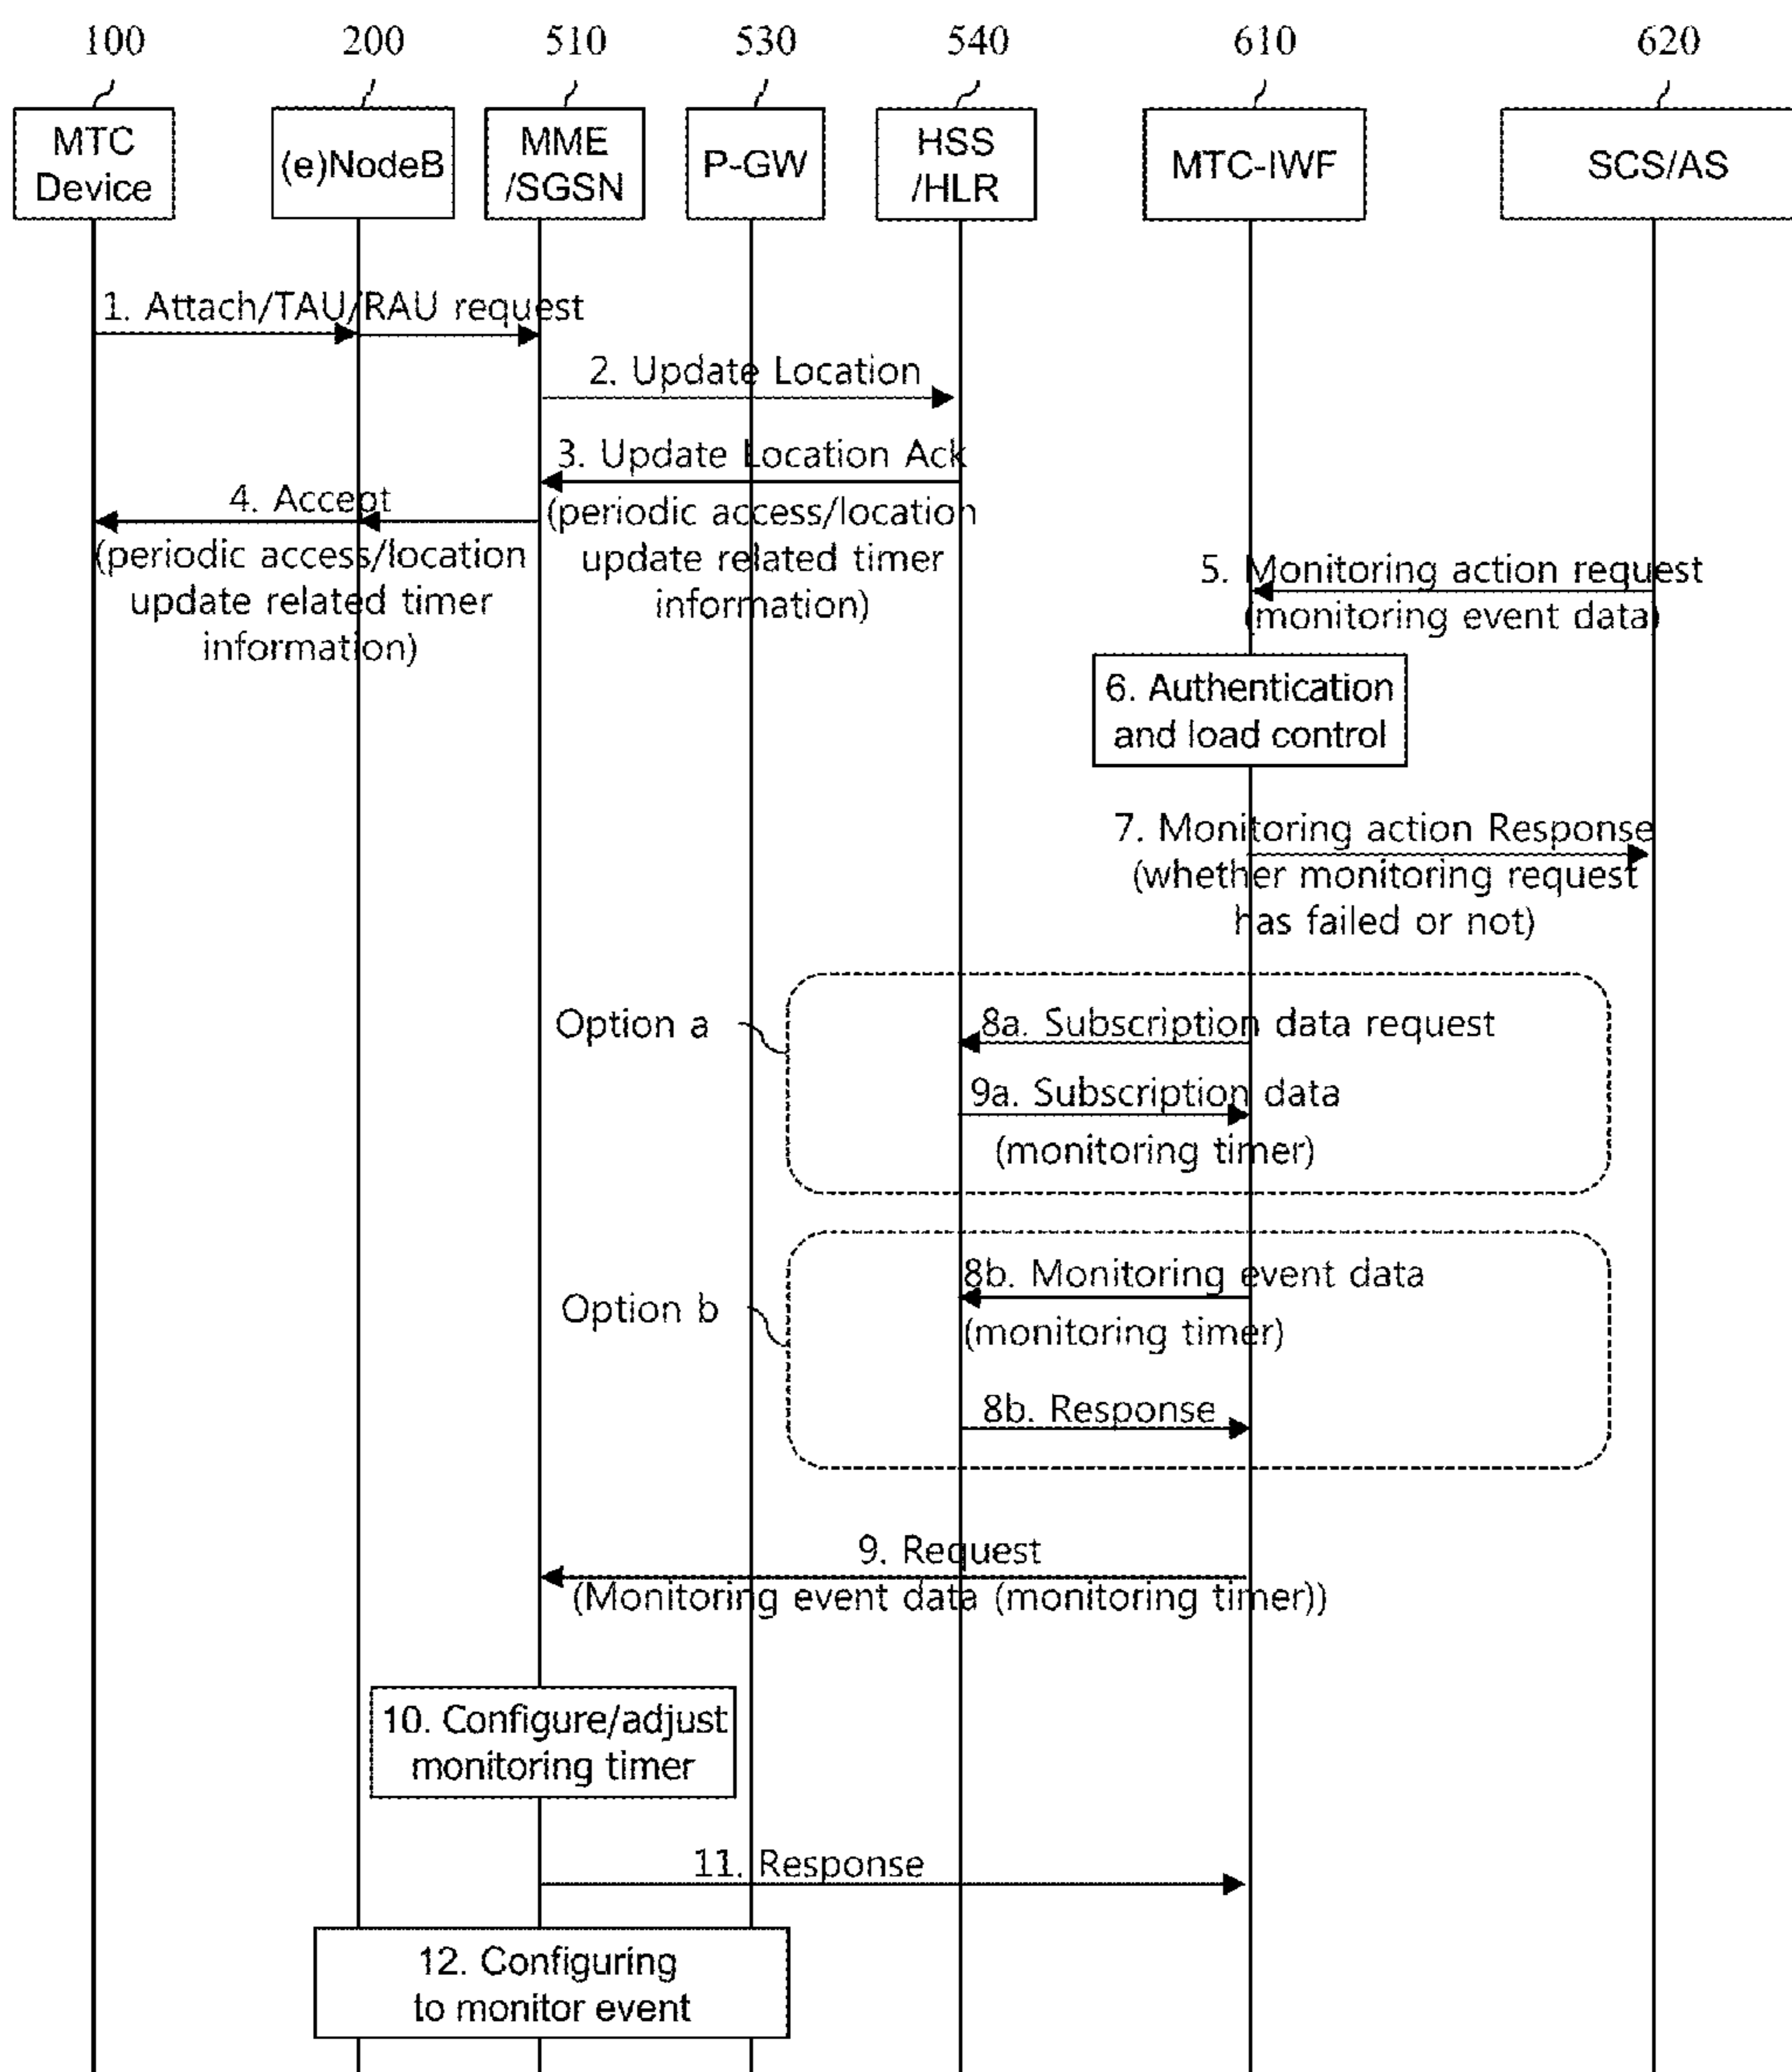 100 200 510 530 540 610 620
MTC Device
(e)NodeB
MME /SGSN
P-GW
HSS /HLR
MTC-IWF
SCS/AS
1. Attach/TAU/RAU request
2. Update Location
3. Update Location Ack
(periodic access/location
update related timer
information)
4. Accept
(periodic access/location
update related timer
information)
5. Monitoring action request
(monitoring event data)
6. Authentication
and load control
7. Monitoring action Response
(whether monitoring request
has failed or not)
Option a
8a. Subscription data request
9a. Subscription data
(monitoring timer)
Option b
8b. Monitoring event data
(monitoring timer)
8b. Response
9. Request
(Monitoring event data (monitoring timer))
10. Configure/adjust
monitoring timer
11. Response
12. Configuring
to monitor event